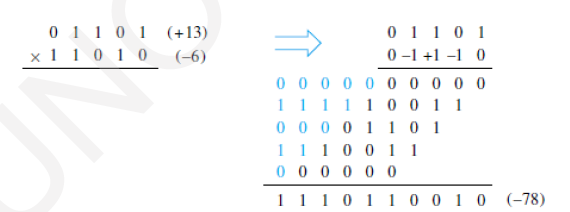 0 1 1 0 1 (+13)
× 1 1 0 1 0 (–6)
0 1 1 0 1
0 –1 +1 –1 0
0 0 0 0 0 0 0 0 0 0
1 1 1 1 1 0 0 1 1
0 0 0 0 1 1 0 1
1 1 1 0 0 1 1
0 0 0 0 0 0
1 1 1 0 1 1 0 0 1 0 (–78)